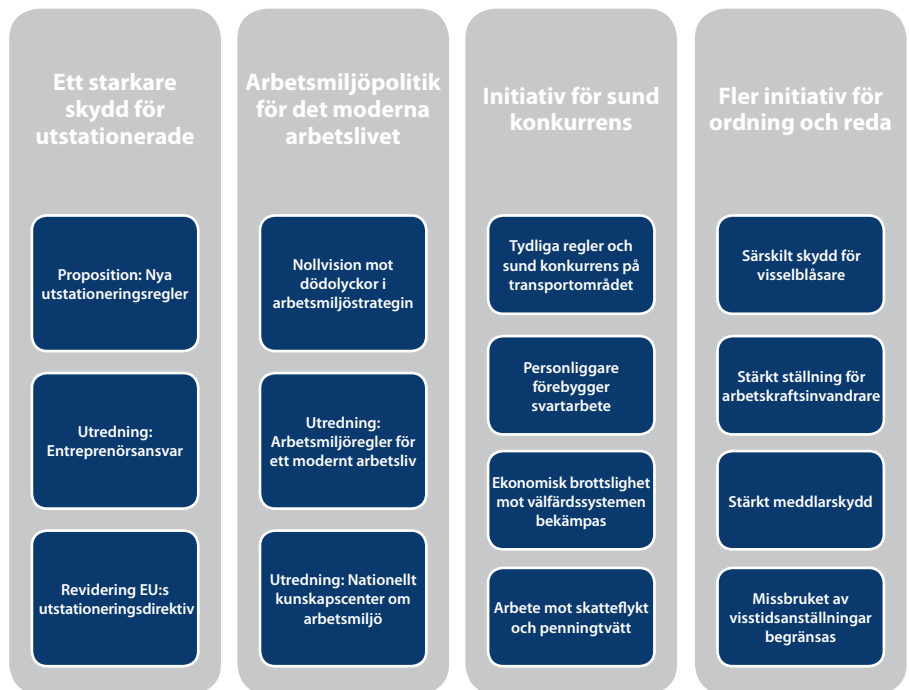 Ett starkare
skydd för
utstationerade
Proposition: Nya
utstationeringsregler
Utredning:
Entreprenörsansvar
Revidering EU:s
utstationeringsdirektiv
Arbetsmiljöpolitik
för det moderna
arbetslivet
Nollvision mot
dödolyckor i
arbetsmiljöstrategin
Utredning:
Arbetsmiljöregler för
ett modernt arbetsliv
Utredning: Nationellt
kunskapscenter om
arbetsmiljö
Initiativ för sund
konkurrens
Tydliga regler och
sund konkurrens på
transportområdet
Personliggare
förebygger
svartarbete
Ekonomisk brottslighet
mot välfärdssystemen
bekämpas
Arbete mot skatteflykt
och penningtvätt
Fler initiativ för
ordning och reda
Särskilt skydd för
visselblåsare
Stärkt ställning för
arbetskraftsinvandrare
Stärkt meddlarskydd
Missbruket av
visstidsanställningar
begränsas